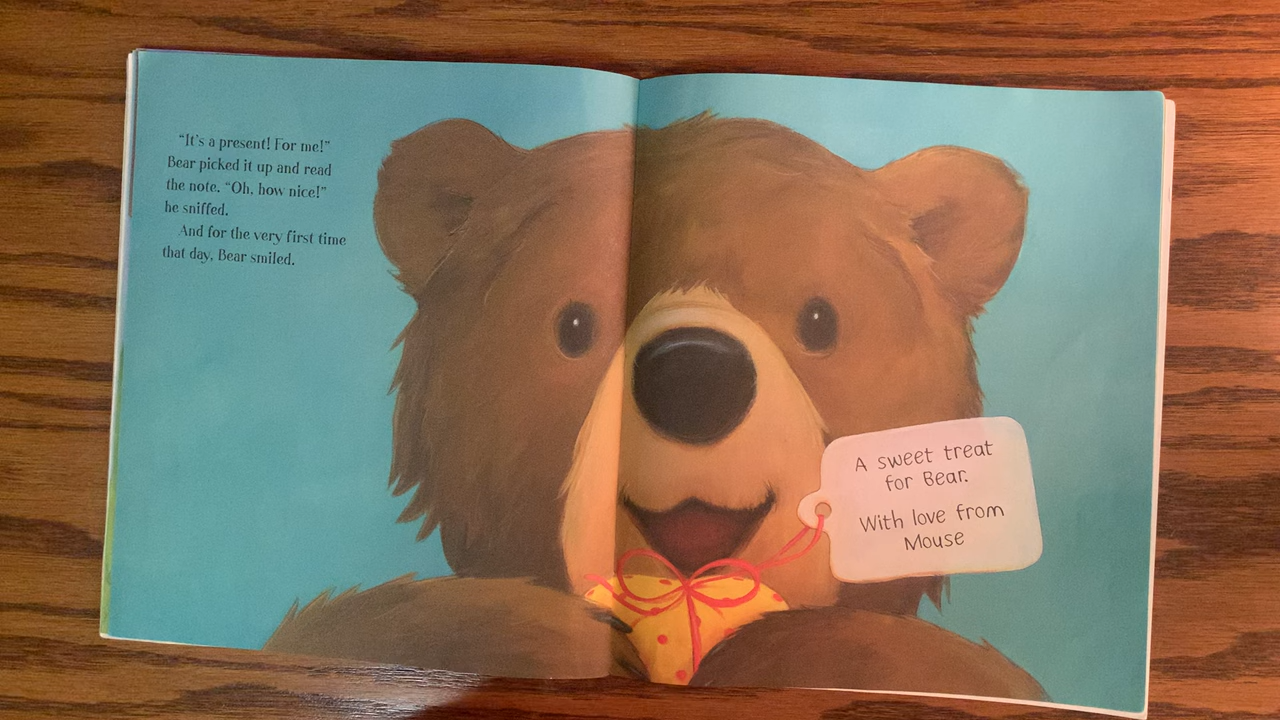 “It’s a present! For me!”
Bear picked it up and read
the note. “Oh, how nice!”
he sniffed.
And for the very first time
that day, Bear smiled.
A sweet treat
for Bear.
With love from
Mouse